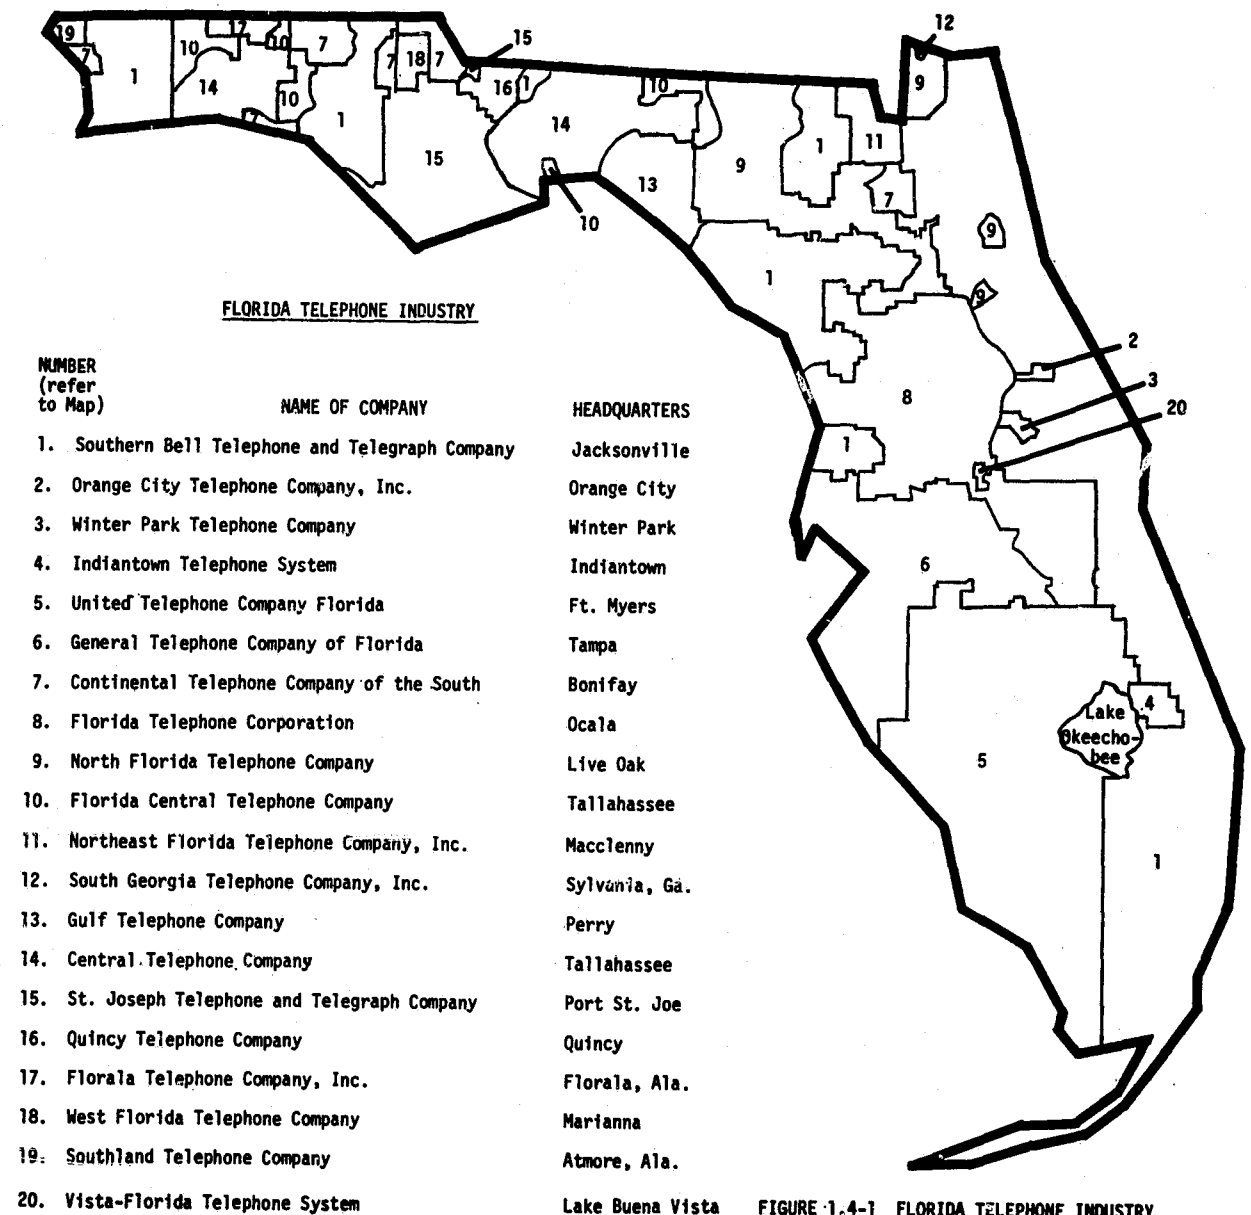 19
17
10
10
7
7
1
14
10
7
1
7
18
7
15
16
1
15
14
10
10
13
9
1
11
12
9
7
9
9
1
2
3
20
8
1
6
5
4
Lake
Okeecho-
bee
1
FLORIDA TELEPHONE INDUSTRY
NUMBER
(refer
to Map)
NAME OF COMPANY
HEADQUARTERS
1. Southern Bell Telephone and Telegraph Company Jacksonville
2. Orange City Telephone Company, Inc. Orange City
3. Winter Park Telephone Company Winter Park
4. Indiantown Telephone System Indiantown
5. United Telephone Company Florida Ft. Myers
6. General Telephone Company of Florida Tampa
7. Continental Telephone Company of the South Bonifay
8. Florida Telephone Corporation Ocala
9. North Florida Telephone Company Live Oak
10. Florida Central Telephone Company Tallahassee
11. Northeast Florida Telephone Company, Inc. Macclenny
12. South Georgia Telephone Company, Inc. Sylvania, Ga.
13. Gulf Telephone Company Perry
14. Central Telephone Company Tallahassee
15. St. Joseph Telephone and Telegraph Company Port St. Joe
16. Quincy Telephone Company Quincy
17. Florala Telephone Company, Inc. Florala, Ala.
18. West Florida Telephone Company Marianna
19. Southland Telephone Company Atmore, Ala.
20. Vista-Florida Telephone System Lake Buena Vista
FIGURE 1.4-1 FLORIDA TELEPHONE INDUSTRY